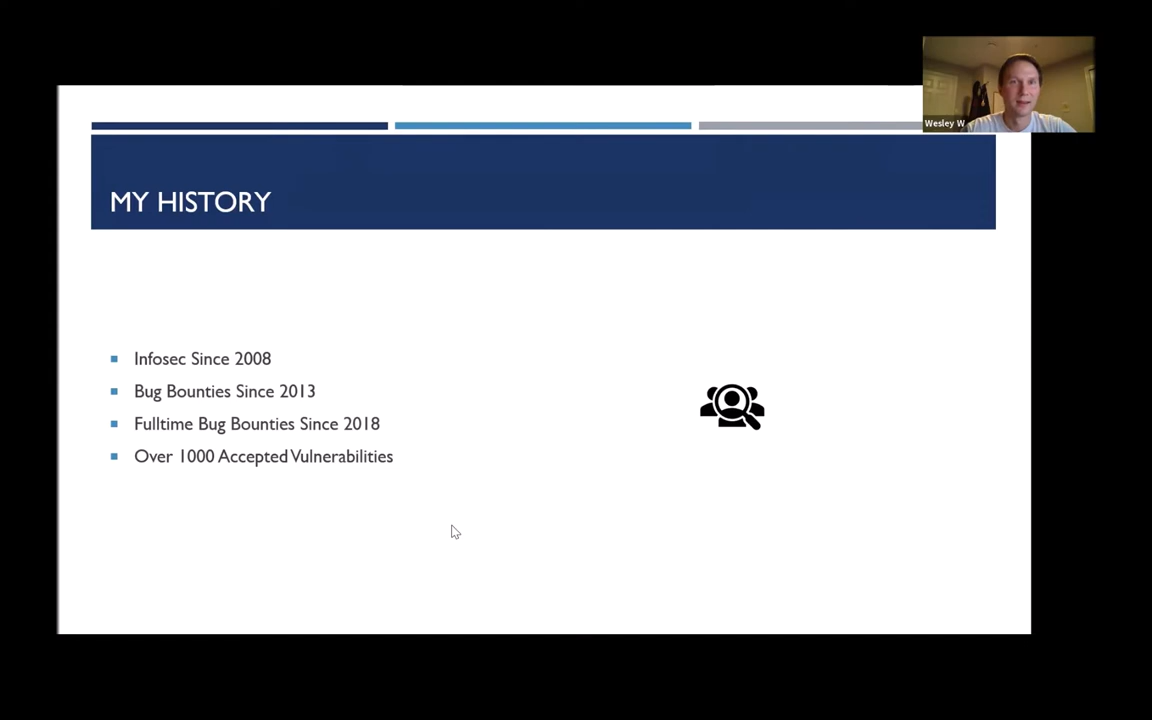 Wesley W
MY HISTORY
Infosec Since 2008
Bug Bounties Since 2013
Fulltime Bug Bounties Since 2018
Over 1000 Accepted Vulnerabilities